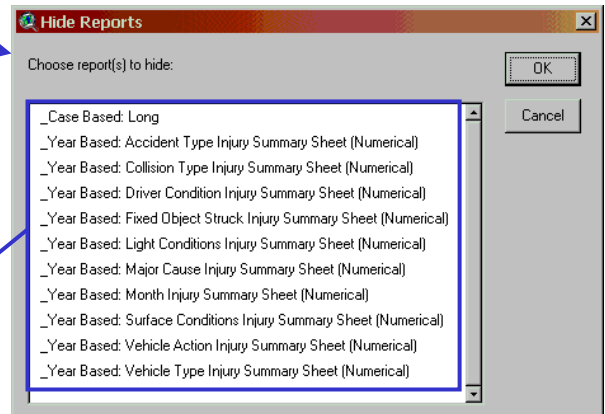 Hide Reports
Choose report(s) to hide:
OK
Cancel
_Case Based: Long
_Year Based: Accident Type Injury Summary Sheet (Numerical)
_Year Based: Collision Type Injury Summary Sheet (Numerical)
_Year Based: Driver Condition Injury Summary Sheet (Numerical)
_Year Based: Fixed Object Struck Injury Summary Sheet (Numerical)
_Year Based: Light Conditions Injury Summary Sheet (Numerical)
_Year Based: Major Cause Injury Summary Sheet (Numerical)
_Year Based: Month Injury Summary Sheet (Numerical)
_Year Based: Surface Conditions Injury Summary Sheet (Numerical)
_Year Based: Vehicle Action Injury Summary Sheet (Numerical)
_Year Based: Vehicle Type Injury Summary Sheet (Numerical)